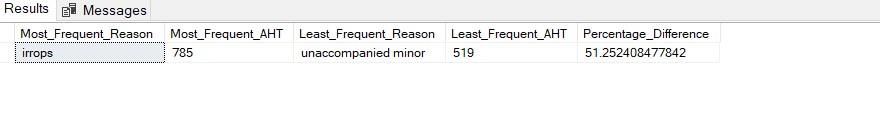 Results Messages
Most_Frequent_Reason Most_Frequent_AHT Least_Frequent_Reason Least_Frequent_AHT Percentage_Difference
irrops 785 unaccompanied minor 519 51.252408477842